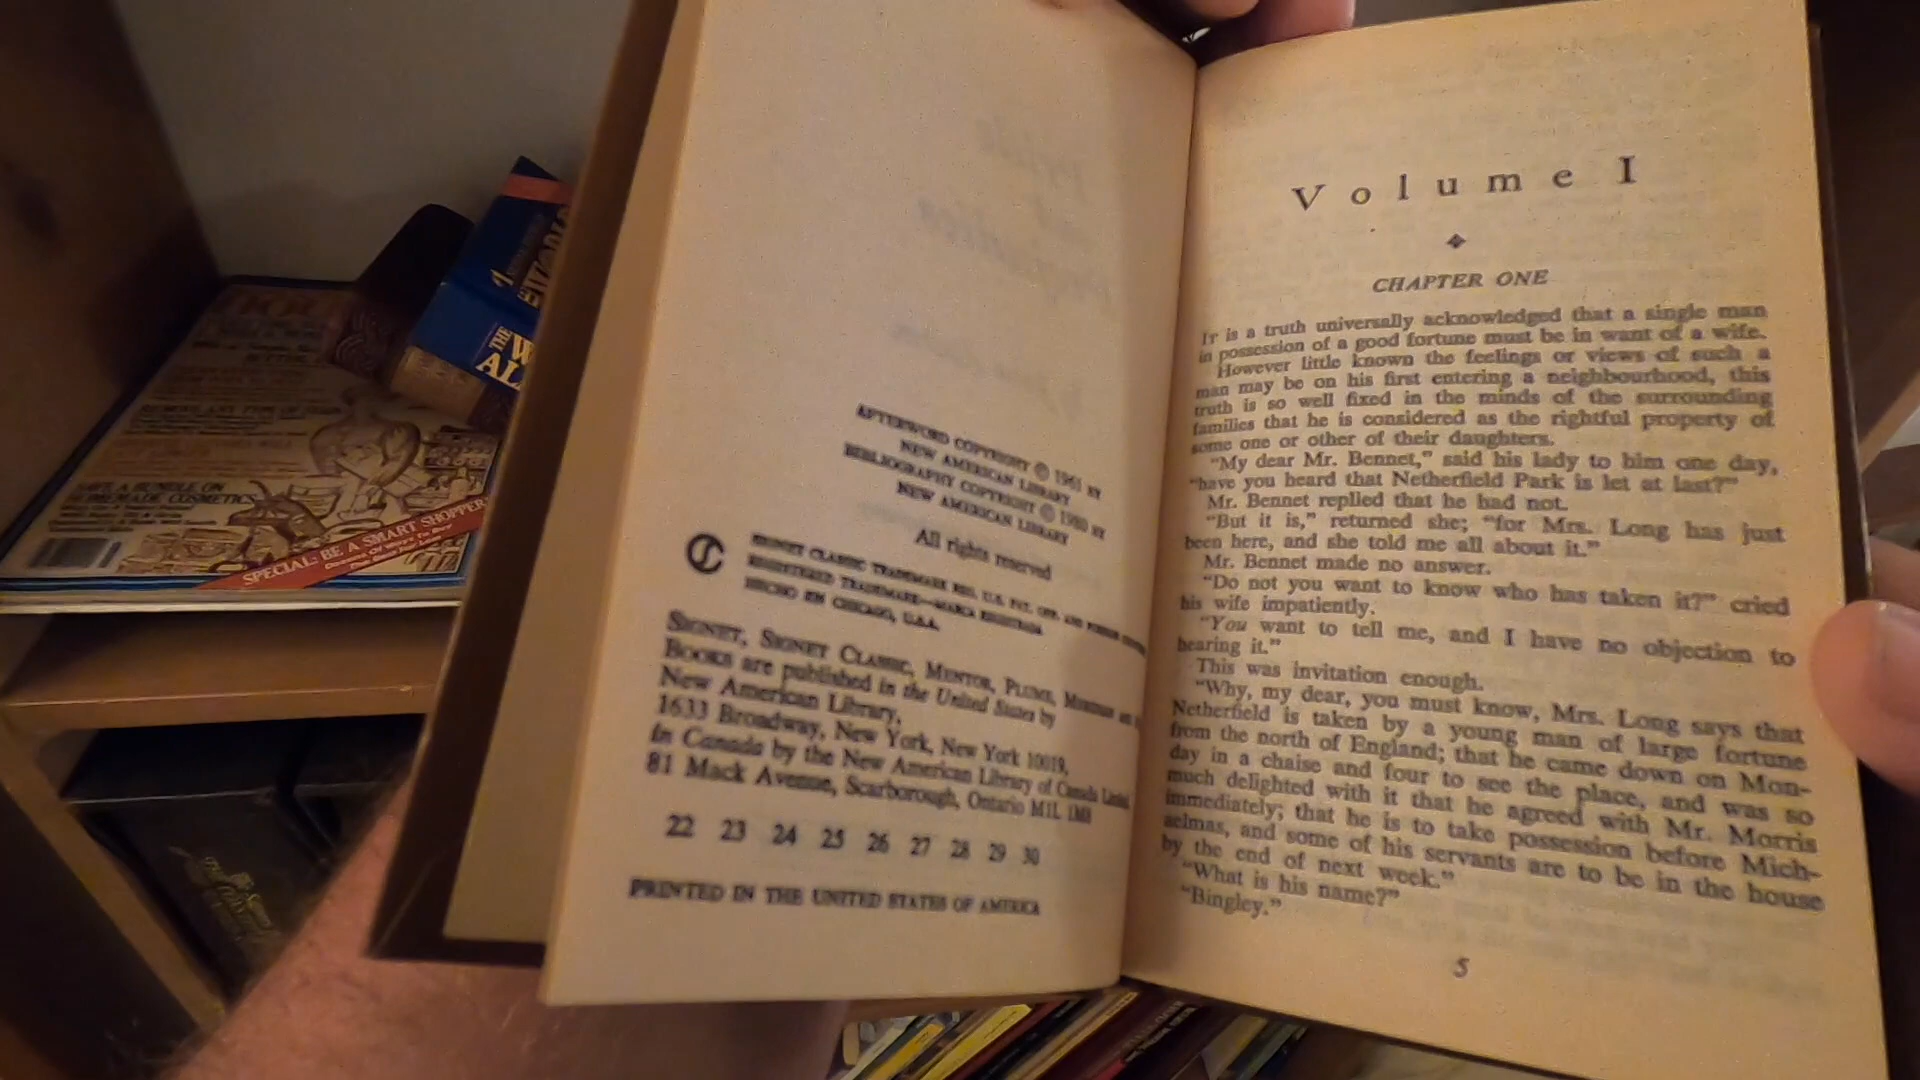 #1
THE
W
AL
SAVE A BUNDLE ON
HOMEMADE COSMETICS
SPECIAL: BE A SMART SHOPPER
AFTERWORD COPYRIGHT © 1961 BY
NEW AMERICAN LIBRARY
BIBLIOGRAPHY COPYRIGHT © 1980 BY
NEW AMERICAN LIBRARY
All rights reserved
SIGNET CLASSIC TRADEMARK REG. U.S. PAT. OFF. AND FOREIGN
REGISTERED TRADEMARK—MARCA REGISTRADA
HECHO EN CHICAGO, U.S.A.
SIGNET, SIGNET CLASSIC, MENTOR, PLUME, MERIDIAN
BOOKS are published in the United States by
New American Library,
1633 Broadway, New York, New York 10019,
in Canada by the New American Library of Canada Limited,
81 Mack Avenue, Scarborough, Ontario M1L 1M8
22 23 24 25 26 27 28 29 30
PRINTED IN THE UNITED STATES OF AMERICA
Volume I
CHAPTER ONE
IT is a truth universally acknowledged that a single man
in possession of a good fortune must be in want of a wife.
However little known the feelings or views of such a
man may be on his first entering a neighbourhood, this
truth is so well fixed in the minds of the surrounding
families that he is considered as the rightful property of
some one or other of their daughters.
"My dear Mr. Bennet," said his lady to him one day,
"have you heard that Netherfield Park is let at last?"
Mr. Bennet replied that he had not.
"But it is," returned she; "for Mrs. Long has just
been here, and she told me all about it."
Mr. Bennet made no answer.
"Do not you want to know who has taken it?" cried
his wife impatiently.
"You want to tell me, and I have no objection to
hearing it."
This was invitation enough.
"Why, my dear, you must know, Mrs. Long says that
Netherfield is taken by a young man of large fortune
from the north of England; that he came down on Mon-
day in a chaise and four to see the place, and was so
much delighted with it that he agreed with Mr. Morris
immediately; that he is to take possession before Mich-
aelmas, and some of his servants are to be in the house
by the end of next week."
"What is his name?"
"Bingley."
5